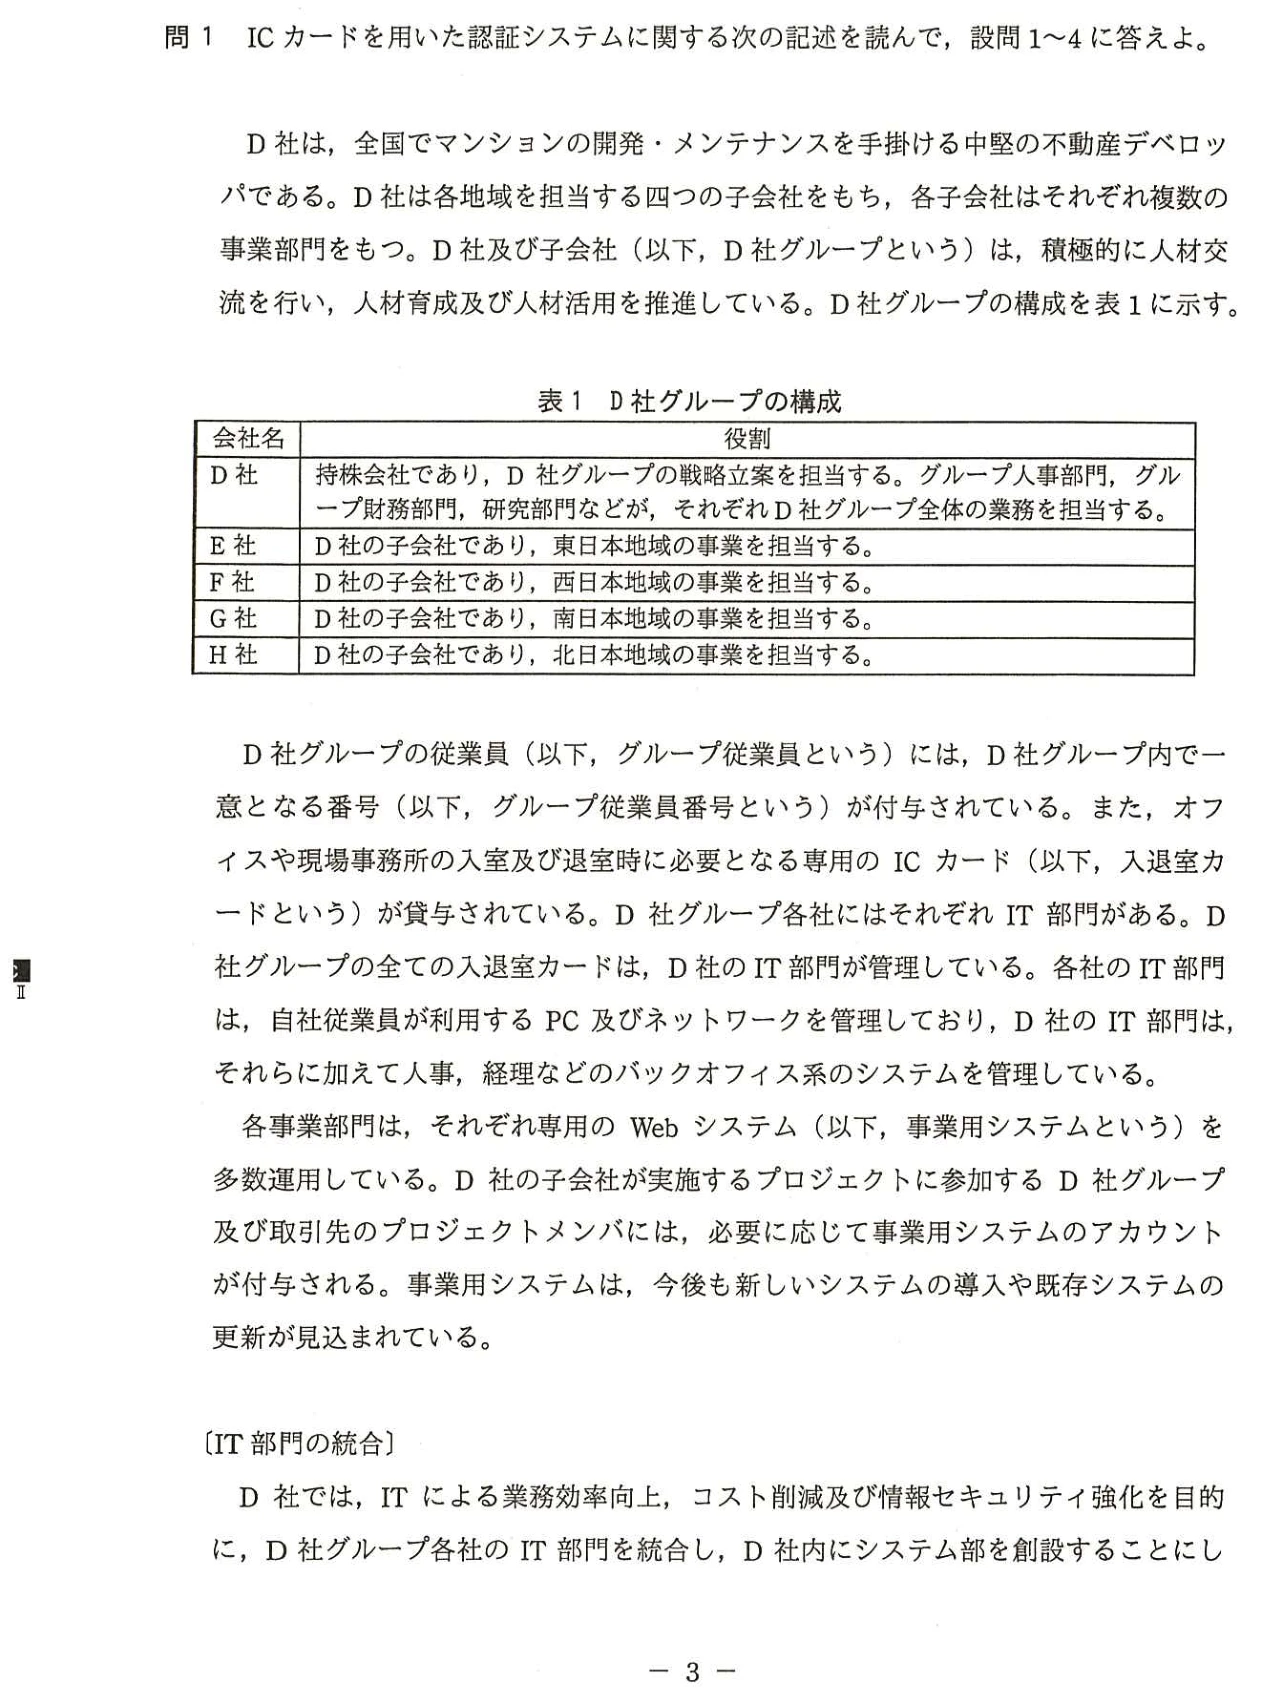 問1 ICカードを用いた認証システムに関する次の記述を読んで，設問1～4に答えよ。
D社は，全国でマンションの開発・メンテナンスを手掛ける中堅の不動産デベロッ
パである。D社は各地域を担当する四つの子会社をもち，各子会社はそれぞれ複数の
事業部門をもつ。D社及び子会社（以下，D社グループという）は，積極的に人材交
流を行い，人材育成及び人材活用を推進している。D社グループの構成を表1に示す。
表1 D社グループの構成
会社名 役割
D社 持株会社であり，D社グループの戦略立案を担当する。グループ人事部門，グル
ープ財務部門，研究部門などが，それぞれD社グループ全体の業務を担当する。
E社 D社の子会社であり，東日本地域の事業を担当する。
F社 D社の子会社であり，西日本地域の事業を担当する。
G社 D社の子会社であり，南日本地域の事業を担当する。
H社 D社の子会社であり，北日本地域の事業を担当する。
D社グループの従業員（以下，グループ従業員という）には，D社グループ内で一
意となる番号（以下，グループ従業員番号という）が付与されている。また，オフ
ィスや現場事務所の入室及び退室時に必要となる専用の IC カード（以下，入退室カ
ードという）が貸与されている。D 社グループ各社にはそれぞれ IT 部門がある。D
社グループの全ての入退室カードは，D社のIT部門が管理している。各社のIT部門
は，自社従業員が利用する PC 及びネットワークを管理しており，D 社の IT 部門は，
それらに加えて人事，経理などのバックオフィス系のシステムを管理している。
各事業部門は，それぞれ専用の Web システム（以下，事業用システムという）を
多数運用している。D 社の子会社が実施するプロジェクトに参加する D 社グループ
及び取引先のプロジェクトメンバには，必要に応じて事業用システムのアカウント
が付与される。事業用システムは，今後も新しいシステムの導入や既存システムの
更新が見込まれている。
〔IT部門の統合〕
D 社では，IT による業務効率向上，コスト削減及び情報セキュリティ強化を目的
に，D 社グループ各社の IT 部門を統合し，D 社内にシステム部を創設することにし
－ 3 －
Ⅱ